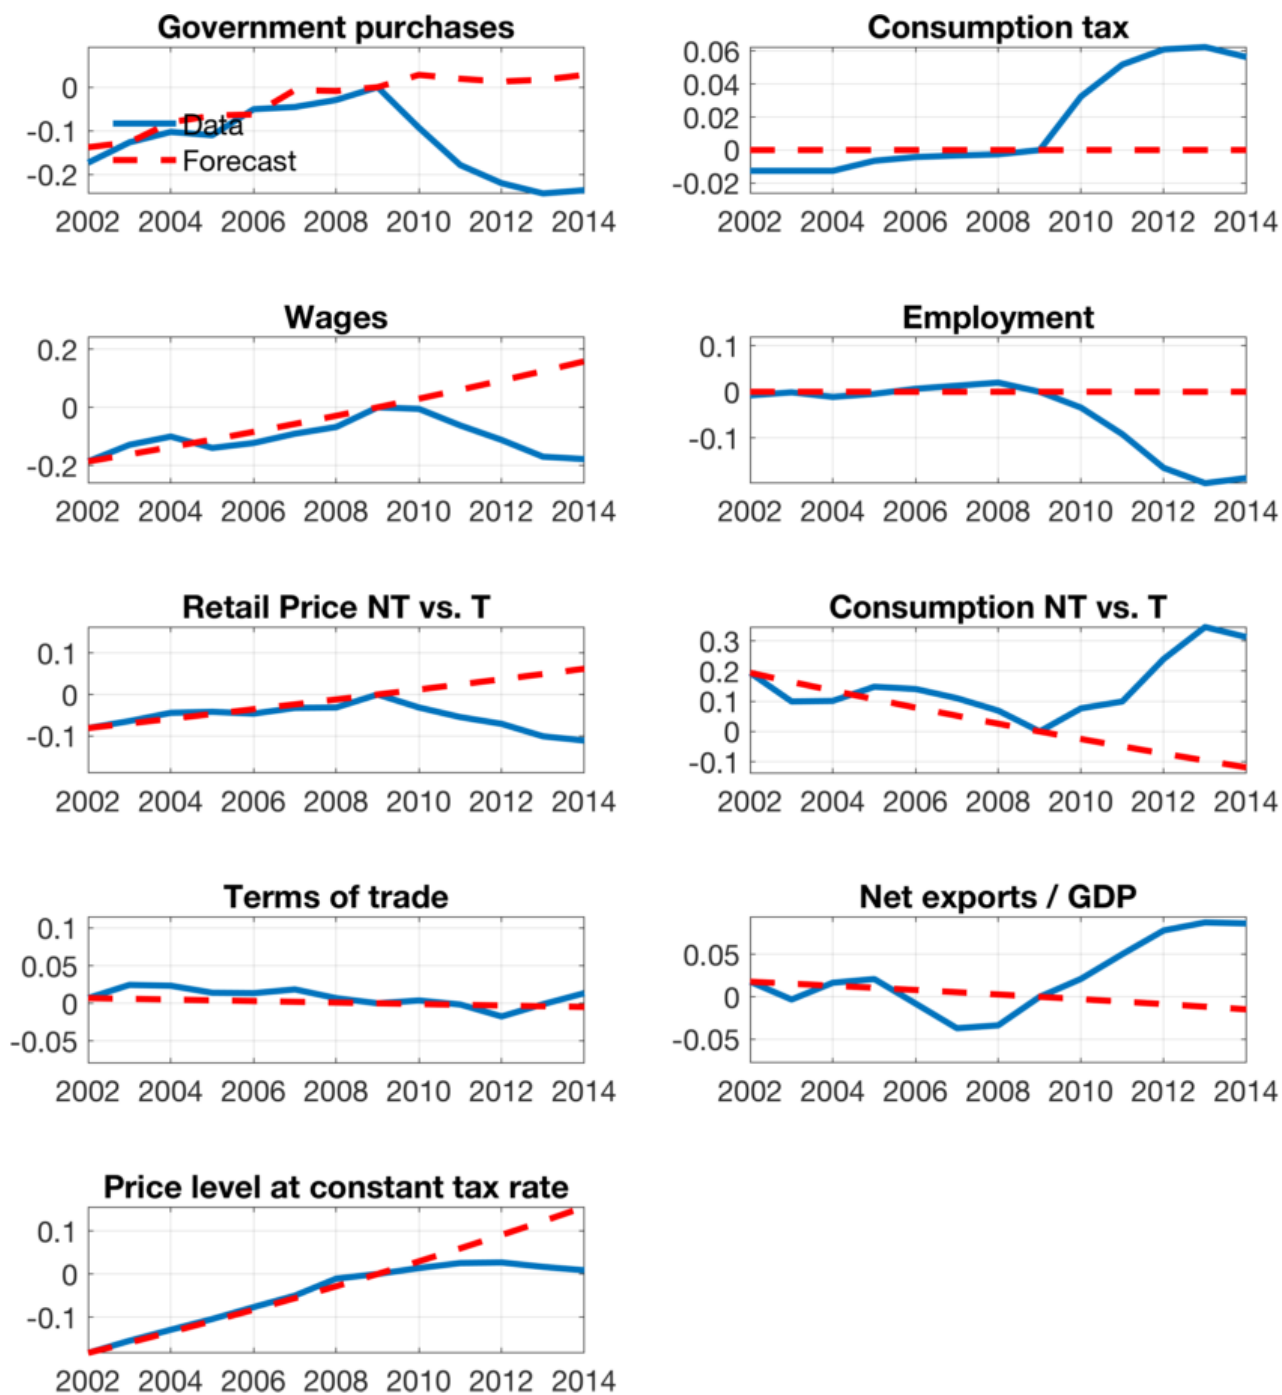 Government purchases
0
-0.1
-0.2
Data
Forecast
2002 2004 2006 2008 2010 2012 2014
Consumption tax
0.06
0.04
0.02
0
-0.02
2002 2004 2006 2008 2010 2012 2014
Wages
0.2
0
-0.2
2002 2004 2006 2008 2010 2012 2014
Employment
0.1
0
-0.1
2002 2004 2006 2008 2010 2012 2014
Retail Price NT vs. T
0.1
0
-0.1
2002 2004 2006 2008 2010 2012 2014
Consumption NT vs. T
0.3
0.2
0.1
0
-0.1
2002 2004 2006 2008 2010 2012 2014
Terms of trade
0.1
0.05
0
-0.05
2002 2004 2006 2008 2010 2012 2014
Net exports / GDP
0.05
0
-0.05
2002 2004 2006 2008 2010 2012 2014
Price level at constant tax rate
0.1
0
-0.1
2002 2004 2006 2008 2010 2012 2014